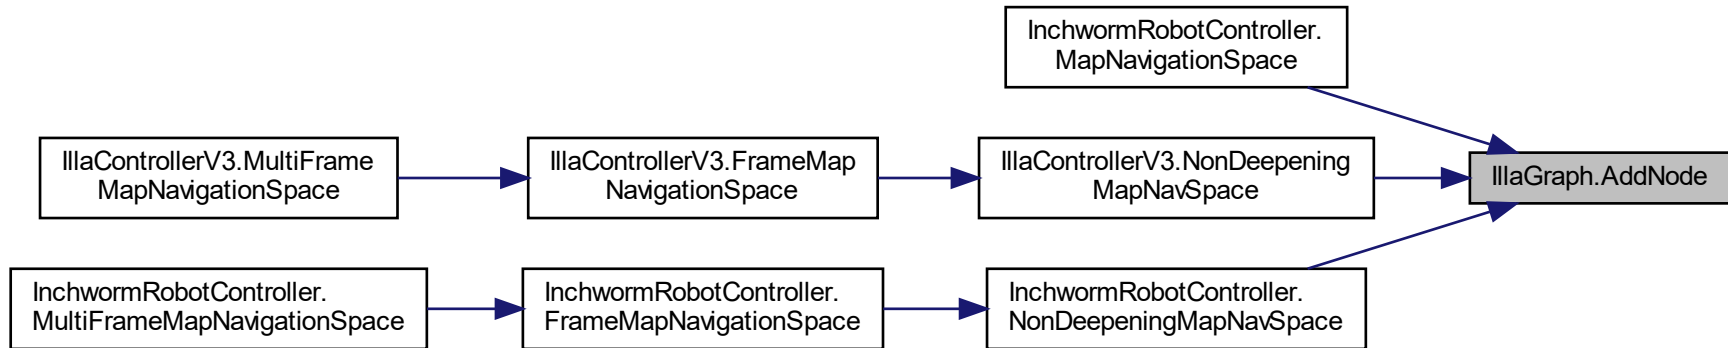 InchwormRobotController.
MapNavigationSpace
IllaControllerV3.MultiFrame
MapNavigationSpace
IllaControllerV3.FrameMap
NavigationSpace
IllaControllerV3.NonDeepening
MapNavSpace
IllaGraph.AddNode
InchwormRobotController.
MultiFrameMapNavigationSpace
InchwormRobotController.
FrameMapNavigationSpace
InchwormRobotController.
NonDeepeningMapNavSpace